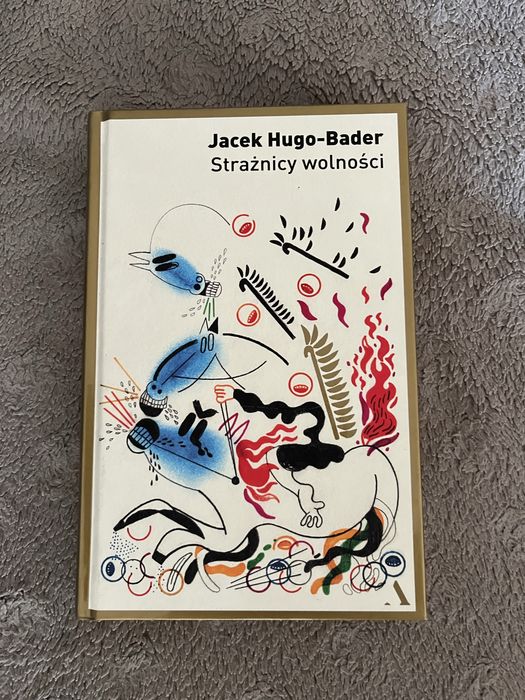 Jacek Hugo-Bader
Strażnicy wolności
A